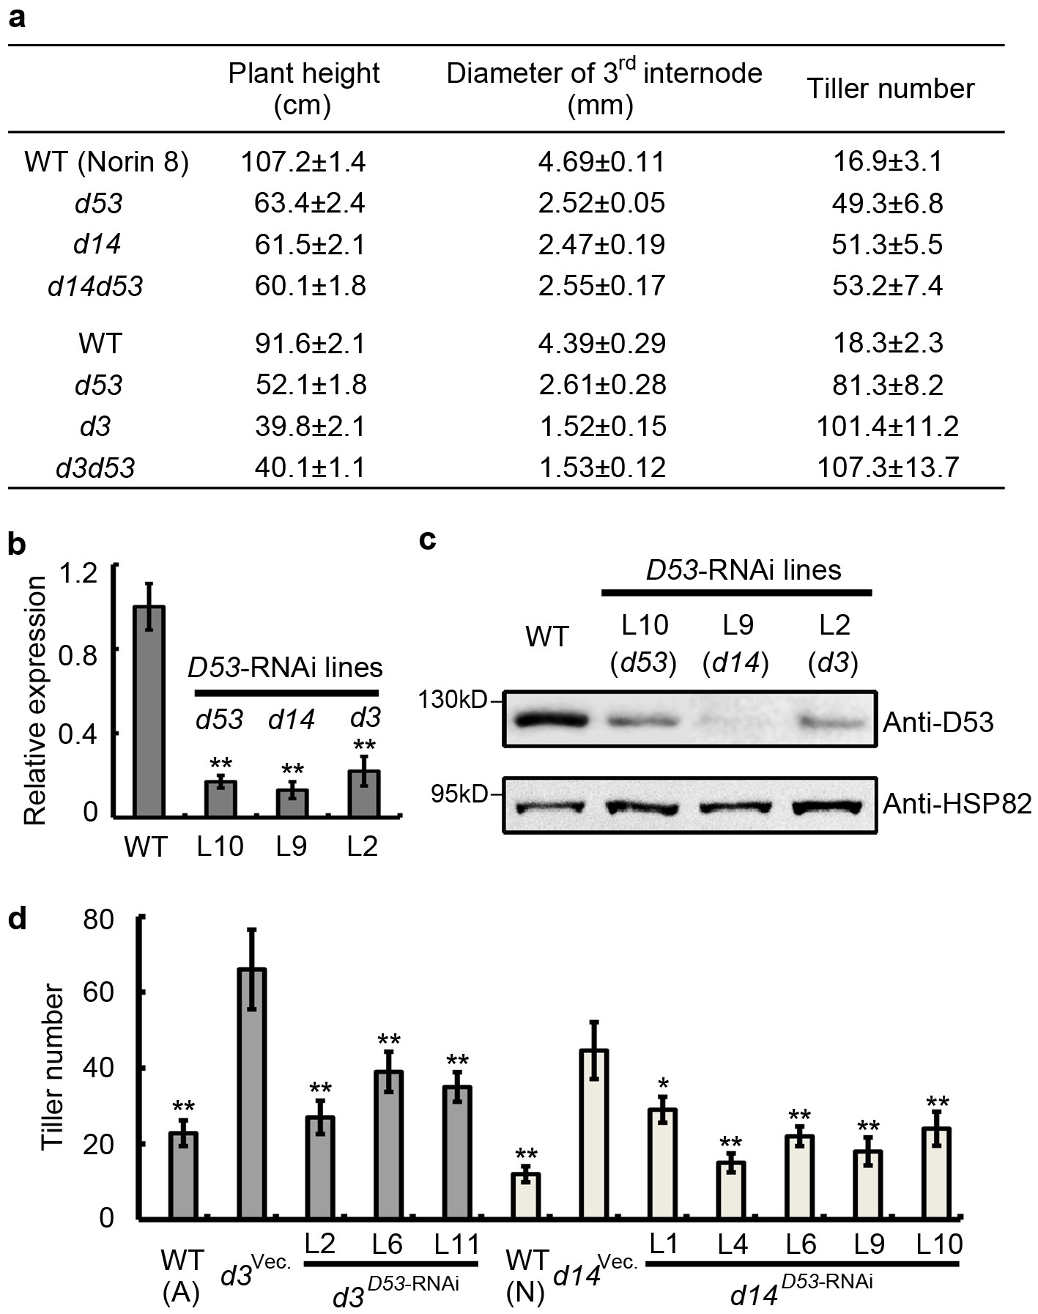 a
Plant height (cm) Diameter of 3rd internode (mm) Tiller number
WT (Norin 8) 107.2±1.4 4.69±0.11 16.9±3.1
d53 63.4±2.4 2.52±0.05 49.3±6.8
d14 61.5±2.1 2.47±0.19 51.3±5.5
d14d53 60.1±1.8 2.55±0.17 53.2±7.4
WT 91.6±2.1 4.39±0.29 18.3±2.3
d53 52.1±1.8 2.61±0.28 81.3±8.2
d3 39.8±2.1 1.52±0.15 101.4±11.2
d3d53 40.1±1.1 1.53±0.12 107.3±13.7
b
Relative expression
1.2
0.8
0.4
0
D53-RNAi lines
d53 d14 d3
** ** **
WT L10 L9 L2
c
D53-RNAi lines
WT L10 (d53) L9 (d14) L2 (d3)
130kD Anti-D53
95kD Anti-HSP82
d
Tiller number
80
60
40
20
0
** ** ** ** ** * ** ** ** **
WT (A) d3Vec. L2 L6 L11 WT (N) d14Vec. L1 L4 L6 L9 L10
d3D53-RNAi d14D53-RNAi